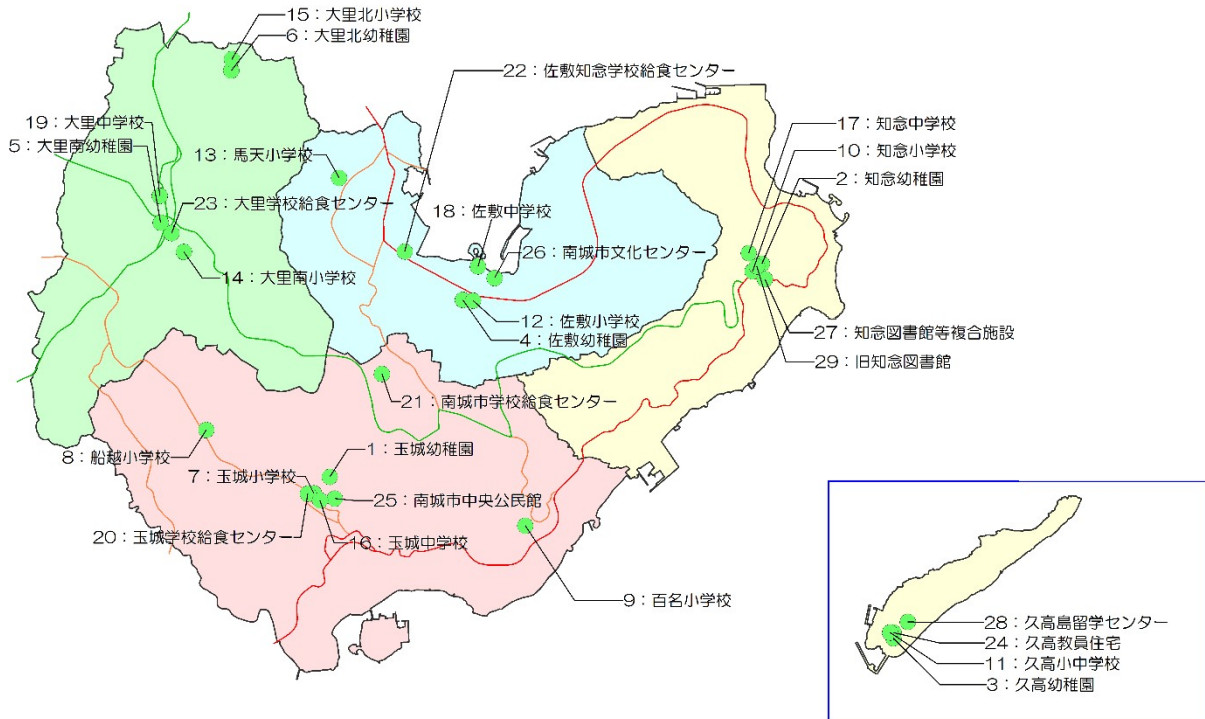 15：大里北小学校
6：大里北幼稚園
22：佐敷知念学校給食センター
19：大里中学校
5：大里南幼稚園
13：馬天小学校
17：知念中学校
10：知念小学校
2：知念幼稚園
23：大里学校給食センター
18：佐敷中学校
26：南城市文化センター
14：大里南小学校
12：佐敷小学校
4：佐敷幼稚園
27：知念図書館等複合施設
29：旧知念図書館
21：南城市学校給食センター
8：船越小学校
1：玉城幼稚園
7：玉城小学校
25：南城市中央公民館
20：玉城学校給食センター
16：玉城中学校
9：百名小学校
28：久高島留学センター
24：久高教員住宅
11：久高小中学校
3：久高幼稚園